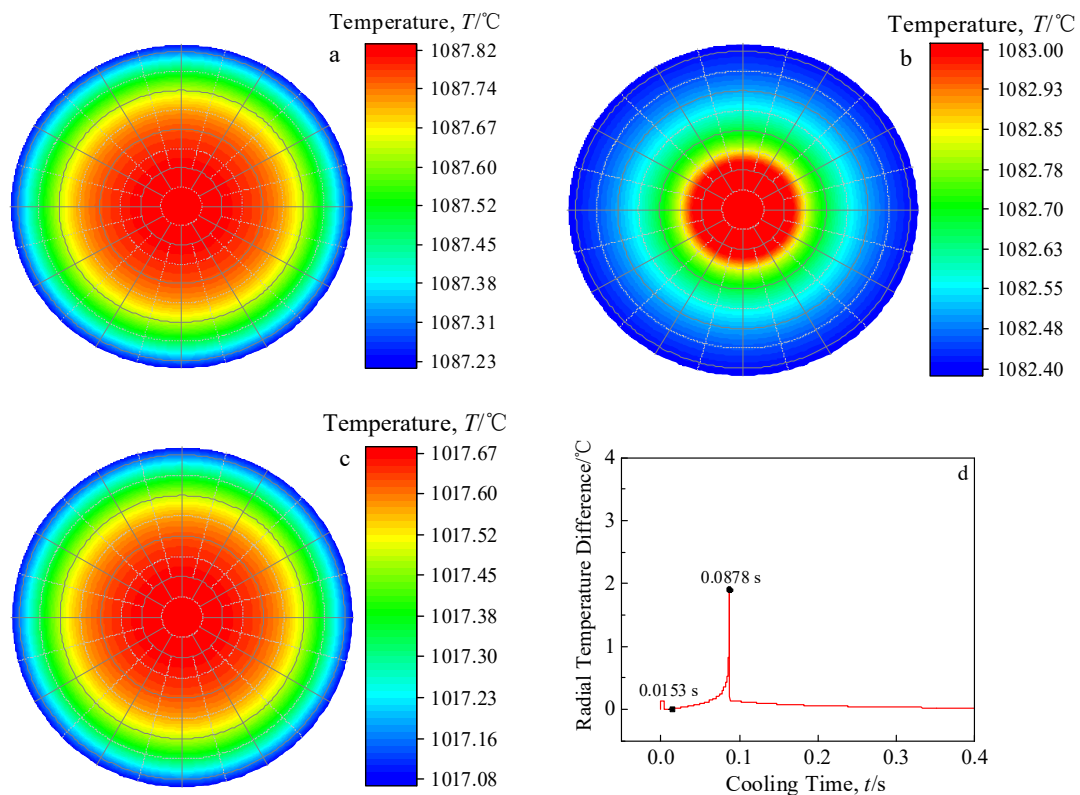 Temperature, T/℃
a
1087.82
1087.74
1087.67
1087.60
1087.52
1087.45
1087.38
1087.31
1087.23
Temperature, T/℃
b
1083.00
1082.93
1082.85
1082.78
1082.70
1082.63
1082.55
1082.48
1082.40
Temperature, T/℃
c
1017.67
1017.60
1017.52
1017.45
1017.38
1017.30
1017.23
1017.16
1017.08
d
Radial Temperature Difference/℃
4
3
2
1
0
0.0878 s
0.0153 s
0.0 0.1 0.2 0.3 0.4
Cooling Time, t/s